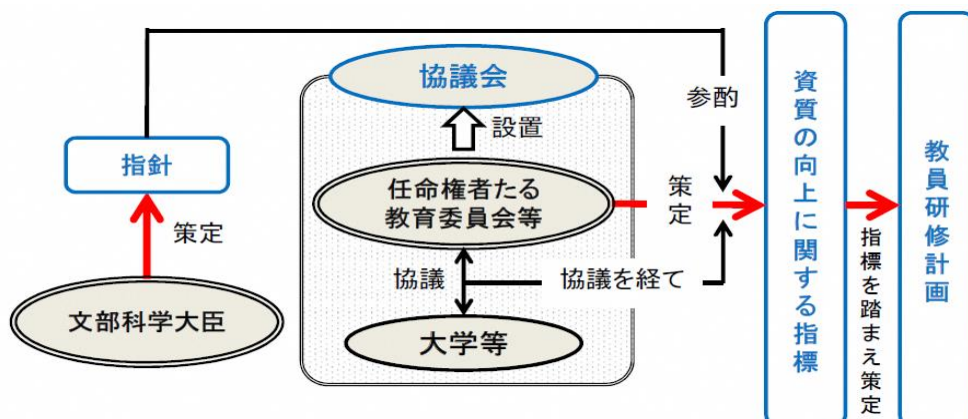 協議会
設置
参酌
指針
任命権者たる
教育委員会等
策定
策定
協議
協議を経て
文部科学大臣
大学等
資質の向上に関する指標
指標を踏まえ策定
教員研修計画